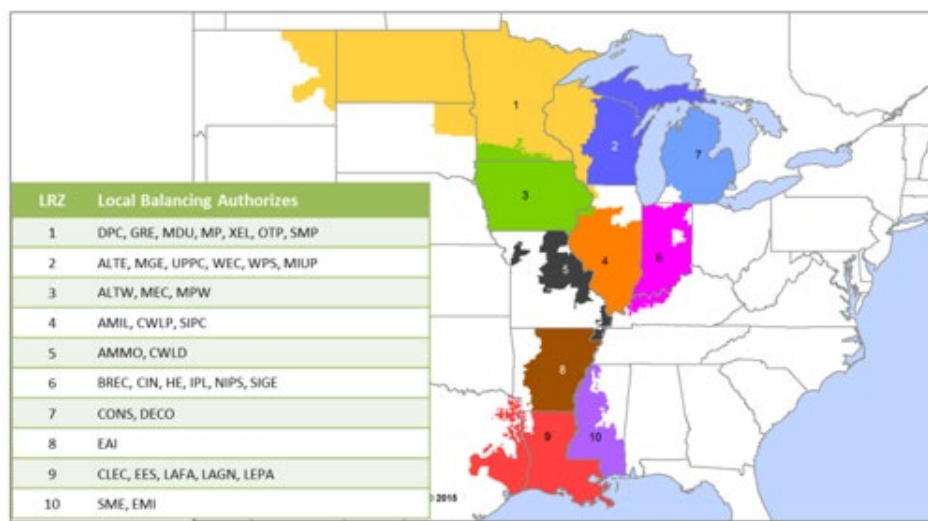 LRZ Local Balancing Authorizes
1 DPC, GRE, MDU, MP, XEL, OTP, SMP
2 ALTE, MGE, UPPC, WEC, WPS, MIUP
3 ALTW, MEC, MPW
4 AMIL, CWLP, SIPC
5 AMMO, CWLD
6 BREC, CIN, HE, IPL, NIPS, SIGE
7 CONS, DECO
8 EAI
9 CLEC, EES, LAFA, LAGN, LEPA
10 SME, EMI
1
2
7
3
4
6
5
8
9
10
2015